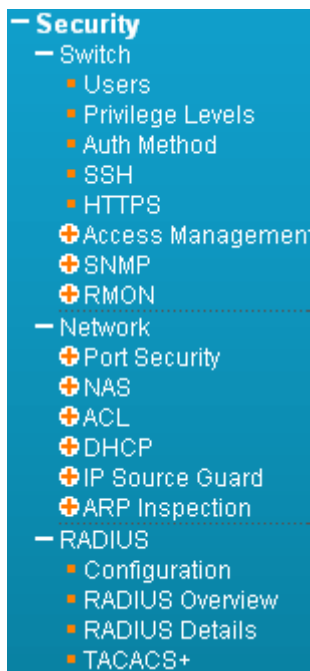 Security
Switch
Users
Privilege Levels
Auth Method
SSH
HTTPS
Access Management
SNMP
RMON
Network
Port Security
NAS
ACL
DHCP
IP Source Guard
ARP Inspection
RADIUS
Configuration
RADIUS Overview
RADIUS Details
TACACS+